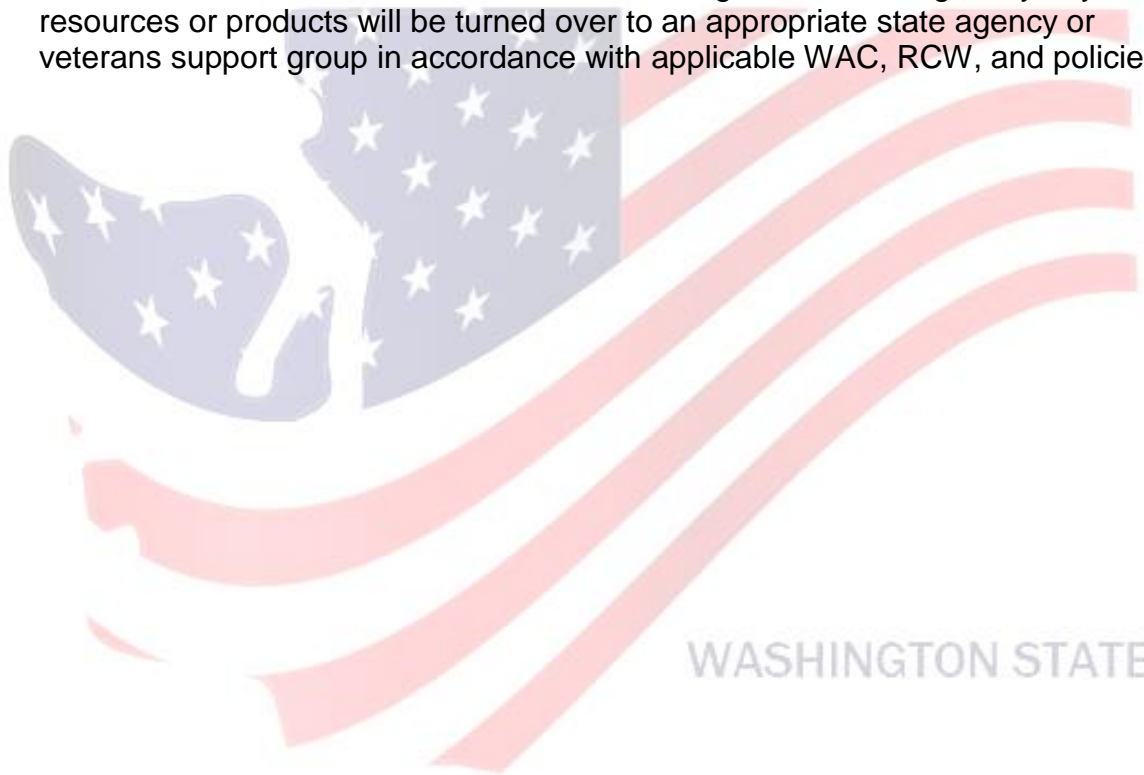 resources or products will be turned over to an appropriate state agency or
veterans support group in accordance with applicable WAC, RCW, and policie
WASHINGTON STATE